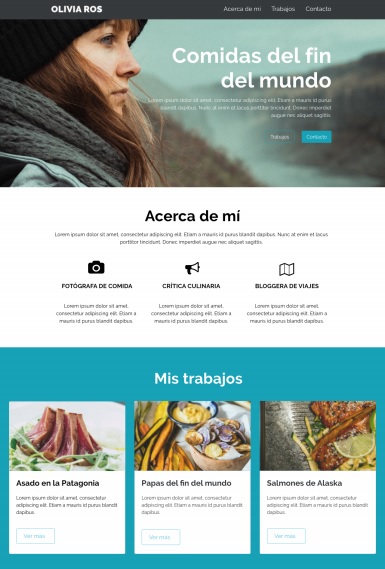 OLIVIA ROS
Acerca de mi Trabajos Contacto
Comidas del fin
del mundo
Lorem ipsum dolor sit amet, consectetur adipiscing elit. Etiam a mauris id purus
blandit dapibus. Nunc at enim et lacus porttitor tincidunt. Donec imperdiet
augue nec aliquet sagittis.
Trabajos Contacto
Acerca de mí
Lorem ipsum dolor sit amet, consectetur adipiscing elit. Etiam a mauris id purus blandit dapibus. Nunc at enim et lacus
porttitor tincidunt. Donec imperdiet augue nec aliquet sagittis.
FOTÓGRAFA DE COMIDA CRÍTICA CULINARIA BLOGGERA DE VIAJES
Lorem ipsum dolor sit amet, Lorem ipsum dolor sit amet, Lorem ipsum dolor sit amet,
consectetur adipiscing elit. Etiam a consectetur adipiscing elit. Etiam a consectetur adipiscing elit. Etiam a
mauris id purus blandit dapibus. mauris id purus blandit dapibus. mauris id purus blandit dapibus.
Mis trabajos
Asado en la Patagonia Papas del fin del mundo Salmones de Alaska
Lorem ipsum dolor sit amet, consectetur Lorem ipsum dolor sit amet, consectetur Lorem ipsum dolor sit amet, consectetur
adipiscing elit. Etiam a mauris id purus blandit adipiscing elit. Etiam a mauris id purus blandit adipiscing elit. Etiam a mauris id purus blandit
dapibus. dapibus. dapibus.
Ver más Ver más Ver más